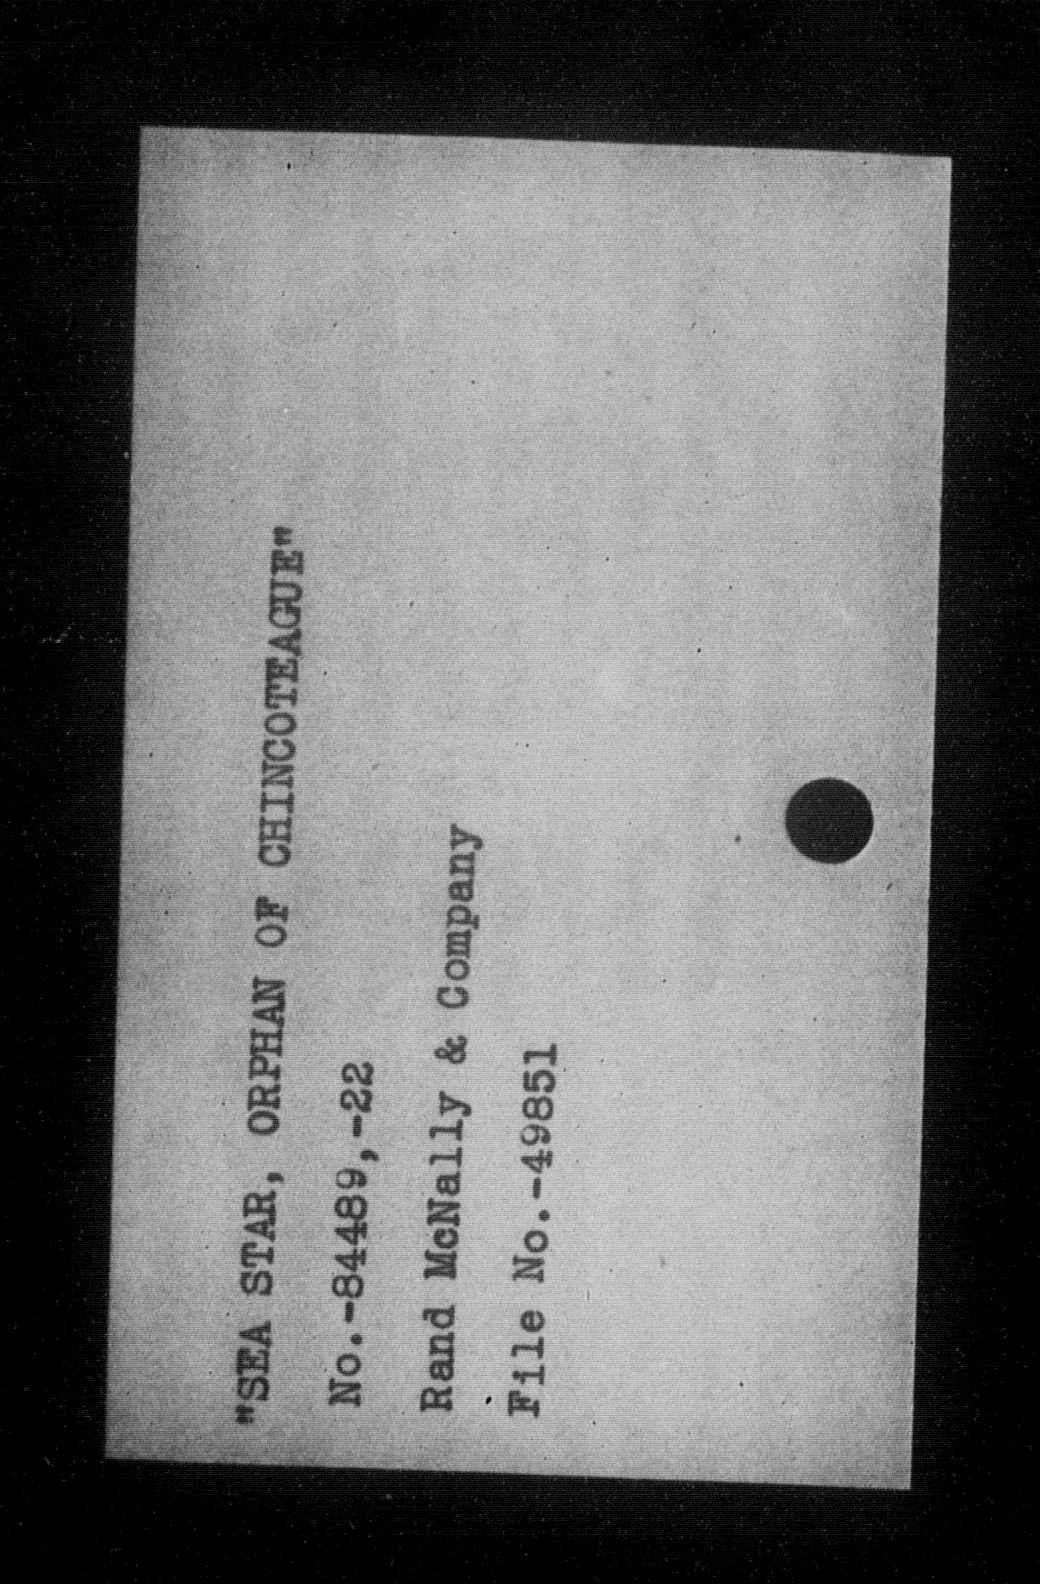 "SEA STAR, ORPHAN OF CHINCOTEAGUE"
No.-84489,-22
Rand McNally & Company
File No.-49851